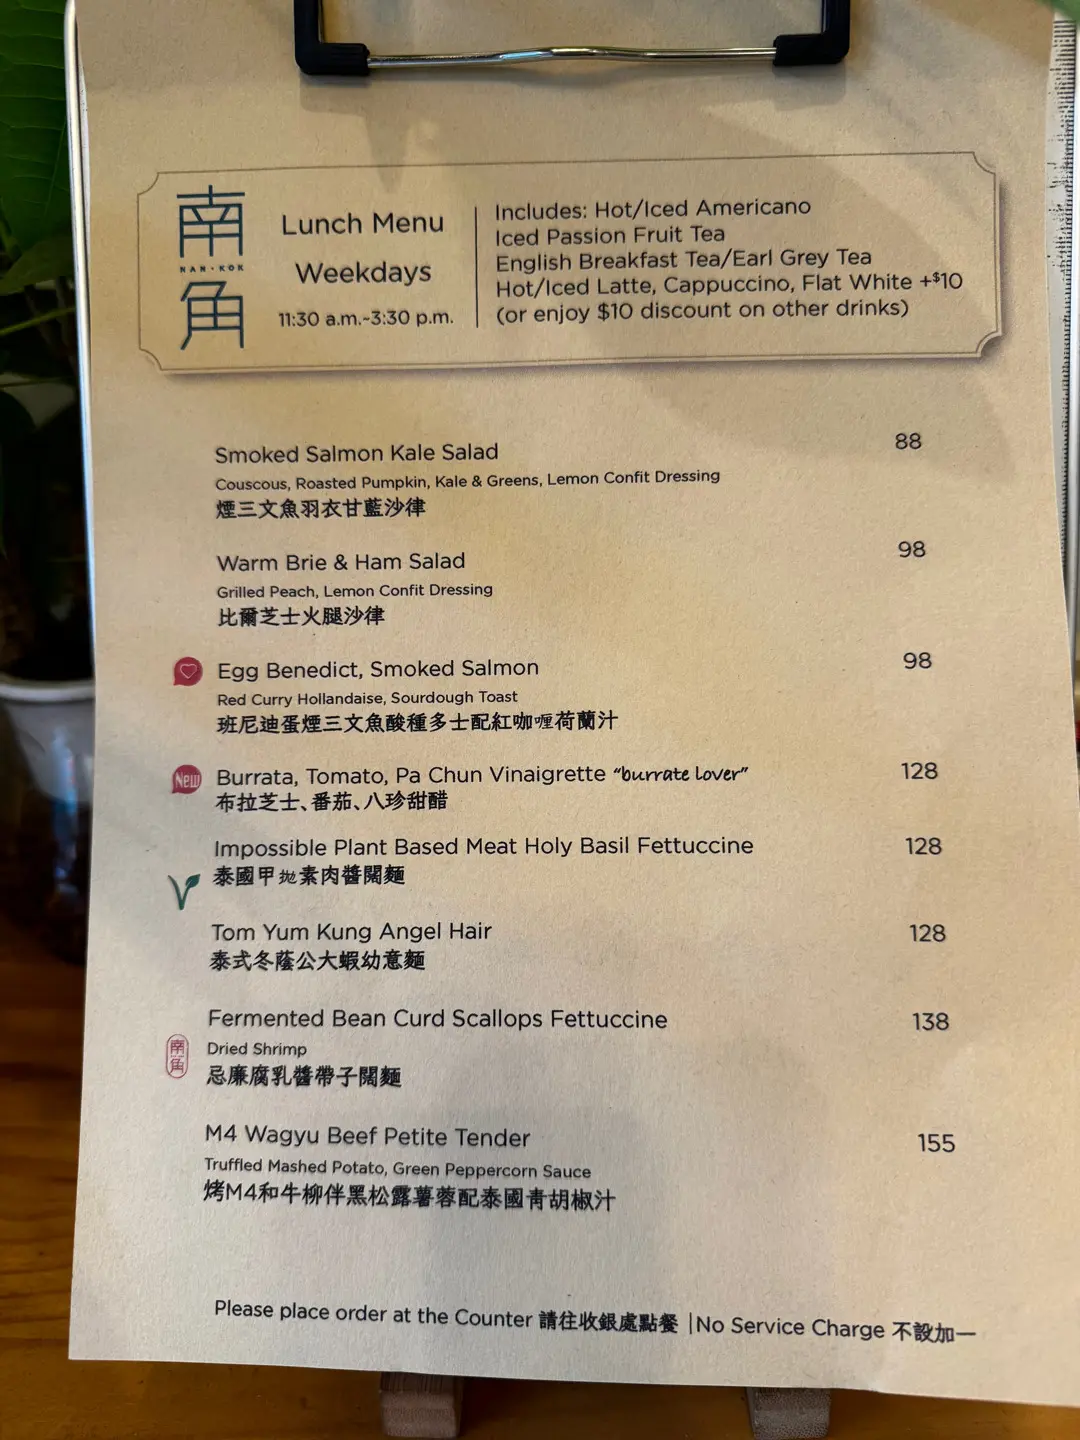 南
NAN·KOK
角
Lunch Menu
Weekdays
11:30 a.m.~3:30 p.m.
Includes: Hot/Iced Americano
Iced Passion Fruit Tea
English Breakfast Tea/Earl Grey Tea
Hot/Iced Latte, Cappuccino, Flat White +$10
(or enjoy $10 discount on other drinks)
Smoked Salmon Kale Salad 88
Couscous, Roasted Pumpkin, Kale & Greens, Lemon Confit Dressing
煙三文魚羽衣甘藍沙律
Warm Brie & Ham Salad 98
Grilled Peach, Lemon Confit Dressing
比爾芝士火腿沙律
Egg Benedict, Smoked Salmon 98
Red Curry Hollandaise, Sourdough Toast
班尼迪蛋煙三文魚酸種多士配紅咖喱荷蘭汁
New Burrata, Tomato, Pa Chun Vinaigrette "burrate lover" 128
布拉芝士、番茄、八珍甜醋
Impossible Plant Based Meat Holy Basil Fettuccine 128
泰國甲拋素肉醬闊麵
Tom Yum Kung Angel Hair 128
泰式冬蔭公大蝦幼意麵
Fermented Bean Curd Scallops Fettuccine 138
南角 Dried Shrimp
忌廉腐乳醬帶子闊麵
M4 Wagyu Beef Petite Tender 155
Truffled Mashed Potato, Green Peppercorn Sauce
烤M4和牛柳伴黑松露薯蓉配泰國青胡椒汁
Please place order at the Counter 請往收銀處點餐 |No Service Charge 不設加一